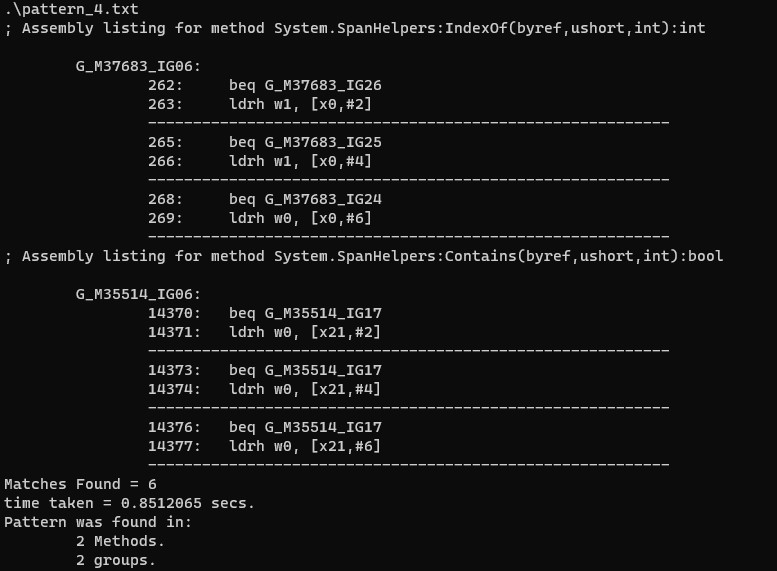 .\pattern_4.txt
; Assembly listing for method System.SpanHelpers:IndexOf(byref,ushort,int):int
G_M37683_IG06:
262: beq G_M37683_IG26
263: ldrh w1, [x0,#2]
----------------------------------------------------------
265: beq G_M37683_IG25
266: ldrh w1, [x0,#4]
----------------------------------------------------------
268: beq G_M37683_IG24
269: ldrh w0, [x0,#6]
----------------------------------------------------------
; Assembly listing for method System.SpanHelpers:Contains(byref,ushort,int):bool
G_M35514_IG06:
14370: beq G_M35514_IG17
14371: ldrh w0, [x21,#2]
----------------------------------------------------------
14373: beq G_M35514_IG17
14374: ldrh w0, [x21,#4]
----------------------------------------------------------
14376: beq G_M35514_IG17
14377: ldrh w0, [x21,#6]
----------------------------------------------------------
Matches Found = 6
time taken = 0.8512065 secs.
Pattern was found in:
2 Methods.
2 groups.